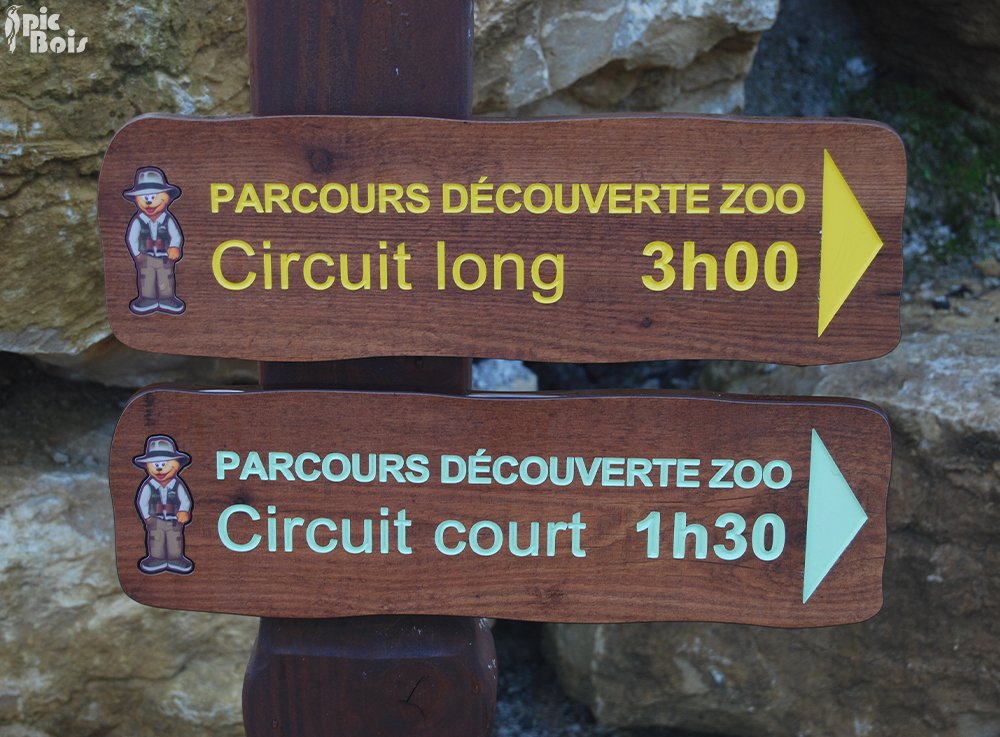 pic
Bois
PARCOURS DÉCOUVERTE ZOO
Circuit long 3h00
PARCOURS DÉCOUVERTE ZOO
Circuit court 1h30